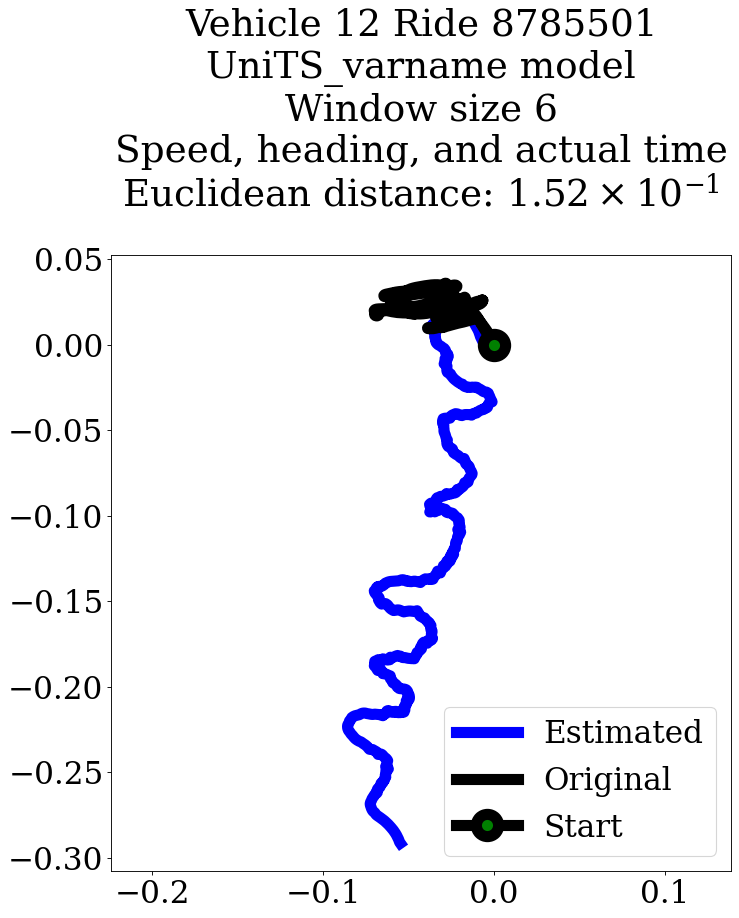 Vehicle 12 Ride 8785501
UniTS_varname model
Window size 6
Speed, heading, and actual time
Euclidean distance: 1.52 × 10⁻¹
0.05
0.00
−0.05
−0.10
−0.15
−0.20
−0.25
−0.30
Estimated
Original
Start
−0.2
−0.1
0.0
0.1